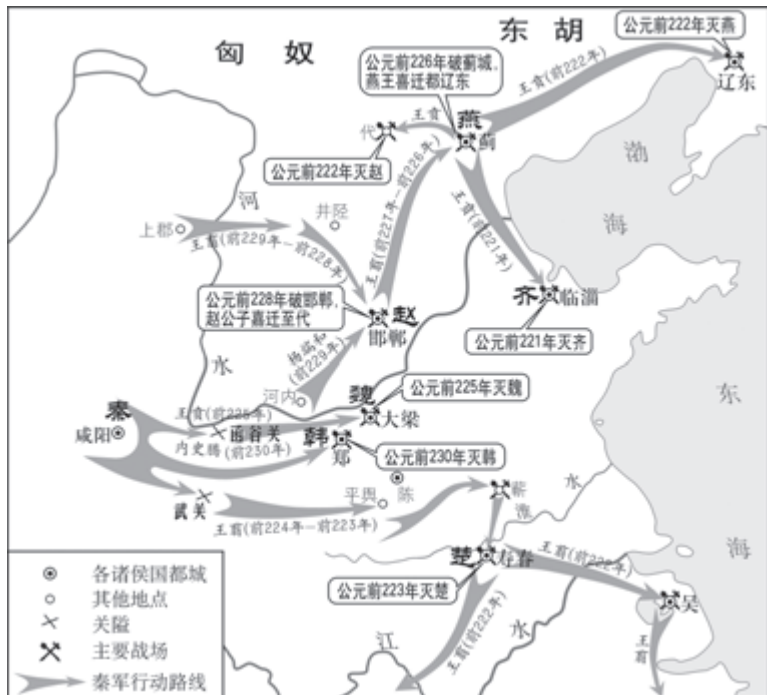 匈奴
东胡
公元前222年灭燕
公元前226年破蓟城,
燕王喜迁都辽东
王贲(前222年)
辽东
王贲
代
燕
蓟
公元前222年灭赵
渤
海
河
井陉
上郡
王翦(前229年-前228年)
王翦(前227年-前226年)
王贲(前221年)
齐
临淄
公元前228年破邯郸,
赵公子嘉迁至代
赵
邯郸
公元前221年灭齐
杨端和
(前229年)
水
河内
魏
公元前225年灭魏
东
秦
王贲(前225年)
大梁
咸阳
函谷关
韩
内史腾(前230年)
郑
公元前230年灭韩
平舆
陈
蕲
水
武关
王翦(前224年-前223年)
淮
海
楚
寿春
王翦(前222年)
公元前223年灭楚
吴
王翦(前222年)
江
水
王翦
各诸侯国都城
其他地点
关隘
主要战场
秦军行动路线